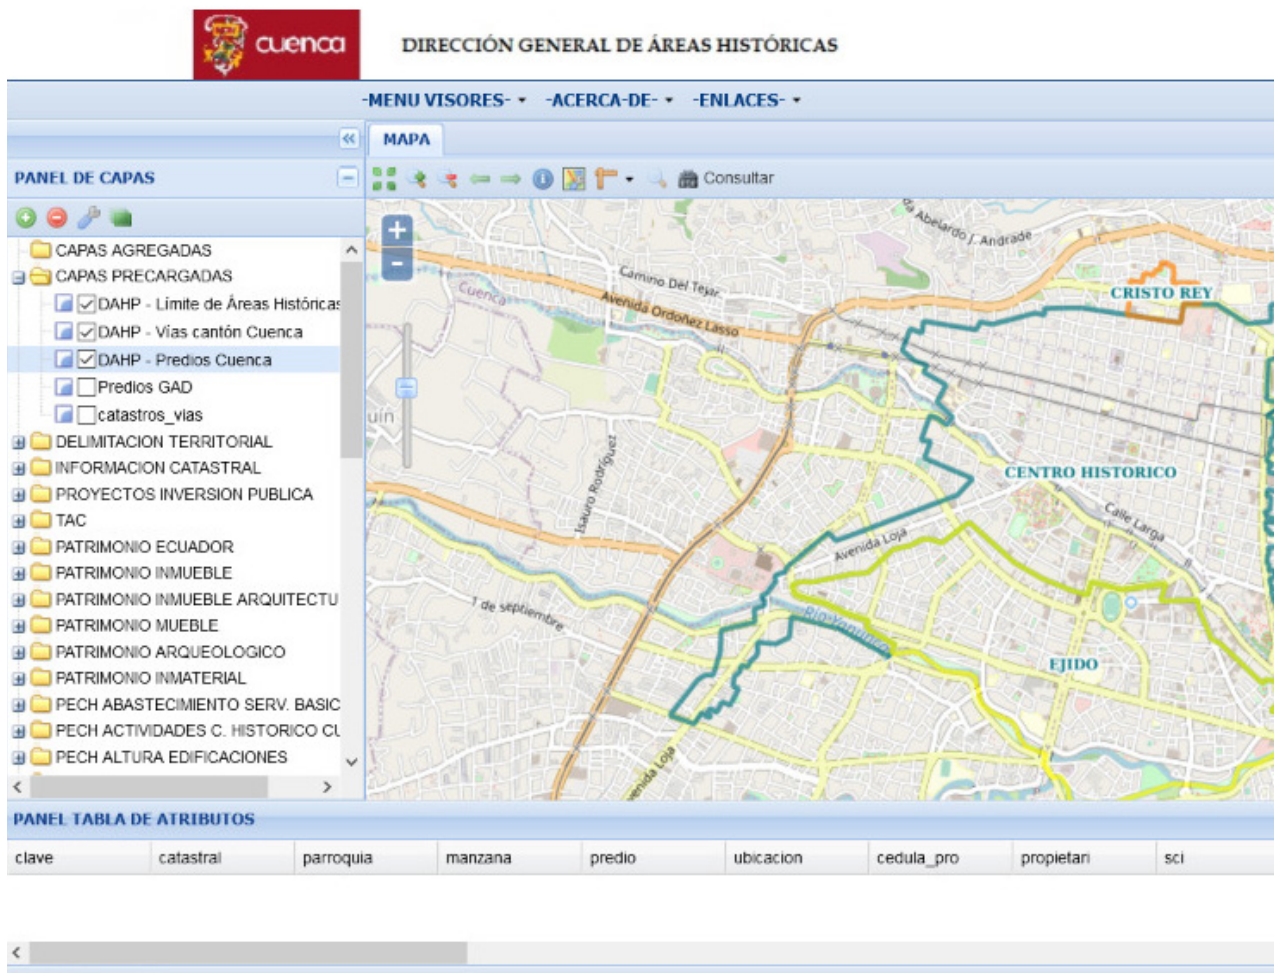 cuenca
DIRECCIÓN GENERAL DE ÁREAS HISTÓRICAS
-MENU VISORES- -ACERCA-DE- -ENLACES-
MAPA
PANEL DE CAPAS
Consultar
CAPAS AGREGADAS
CAPAS PRECARGADAS
DAHP - Límite de Áreas Históricas
DAHP - Vías cantón Cuenca
DAHP - Predios Cuenca
Predios GAD
catastros_vias
DELIMITACION TERRITORIAL
INFORMACION CATASTRAL
PROYECTOS INVERSION PUBLICA
TAC
PATRIMONIO ECUADOR
PATRIMONIO INMUEBLE
PATRIMONIO INMUEBLE ARQUITECTU
PATRIMONIO MUEBLE
PATRIMONIO ARQUEOLOGICO
PATRIMONIO INMATERIAL
PECH ABASTECIMIENTO SERV. BASIC
PECH ACTIVIDADES C. HISTORICO CU
PECH ALTURA EDIFICACIONES
da Abelardo J. Andrade
Camino Del Tejar
Cuenca
Avenida Ordoñez Lasso
CRISTO REY
uin
Isauro Rodríguez
CENTRO HISTORICO
Calle Larga
Avenida Loja
1 de septiembre
Río Yanuncay
EJIDO
Avenida Loja
PANEL TABLA DE ATRIBUTOS
clave catastral parroquia manzana predio ubicacion cedula_pro propietari sci